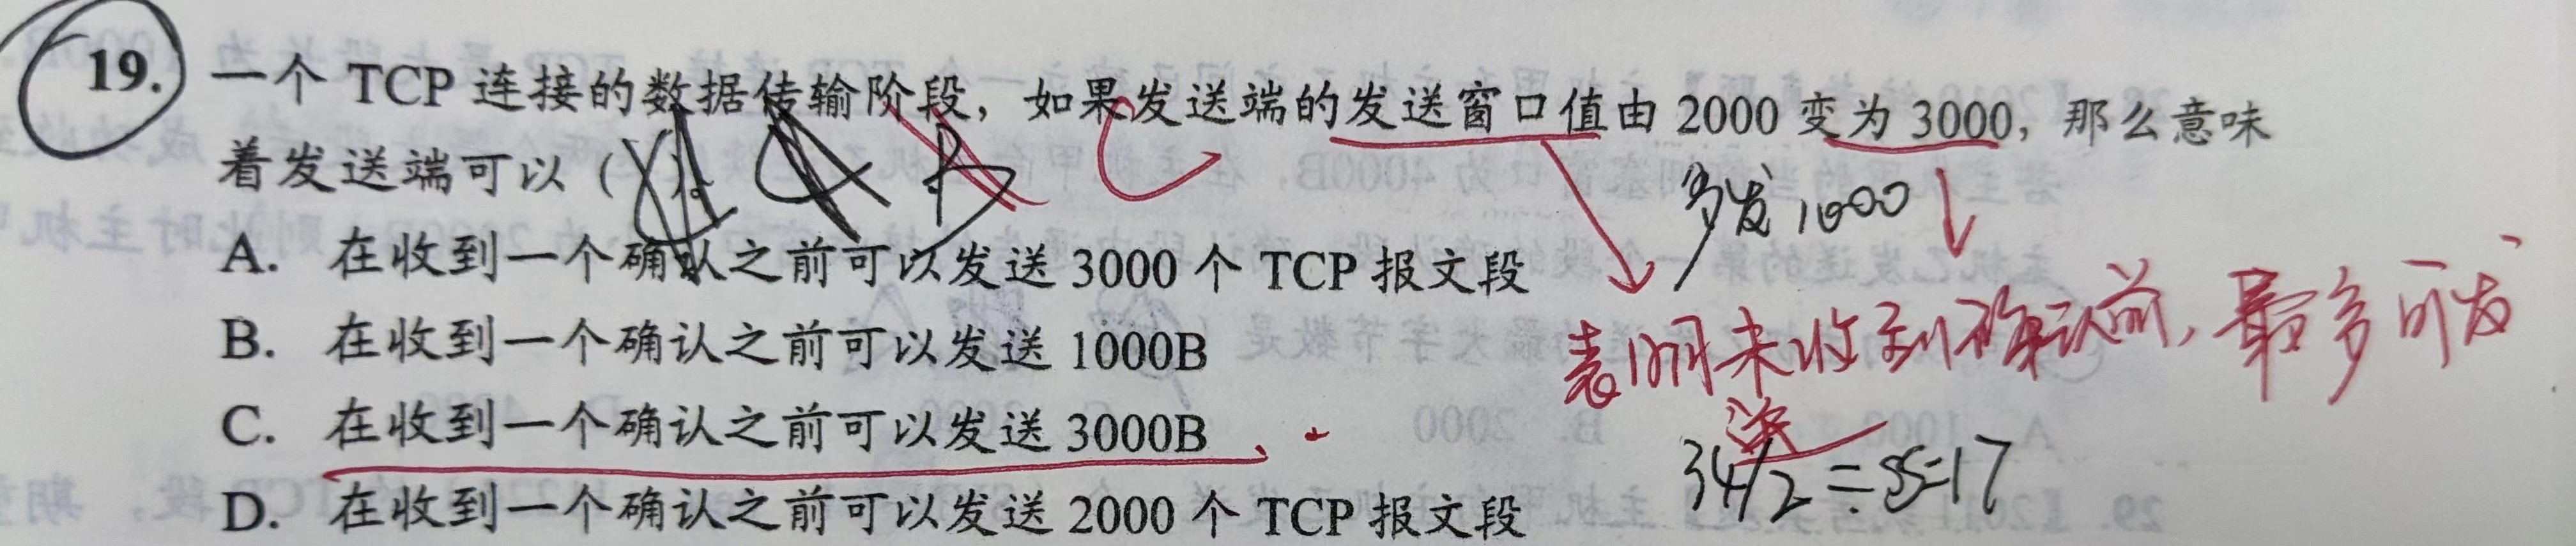 19. 一个 TCP 连接的数据传输阶段，如果发送端的发送窗口值由 2000 变为 3000，那么意味
着发送端可以（ ）。 B C
多发 1000
A. 在收到一个确认之前可以发送 3000 个 TCP 报文段
表明未收到确认前，最多可发
B. 在收到一个确认之前可以发送 1000B
C. 在收到一个确认之前可以发送 3000B
34/2
=17
D. 在收到一个确认之前可以发送 2000 个 TCP 报文段